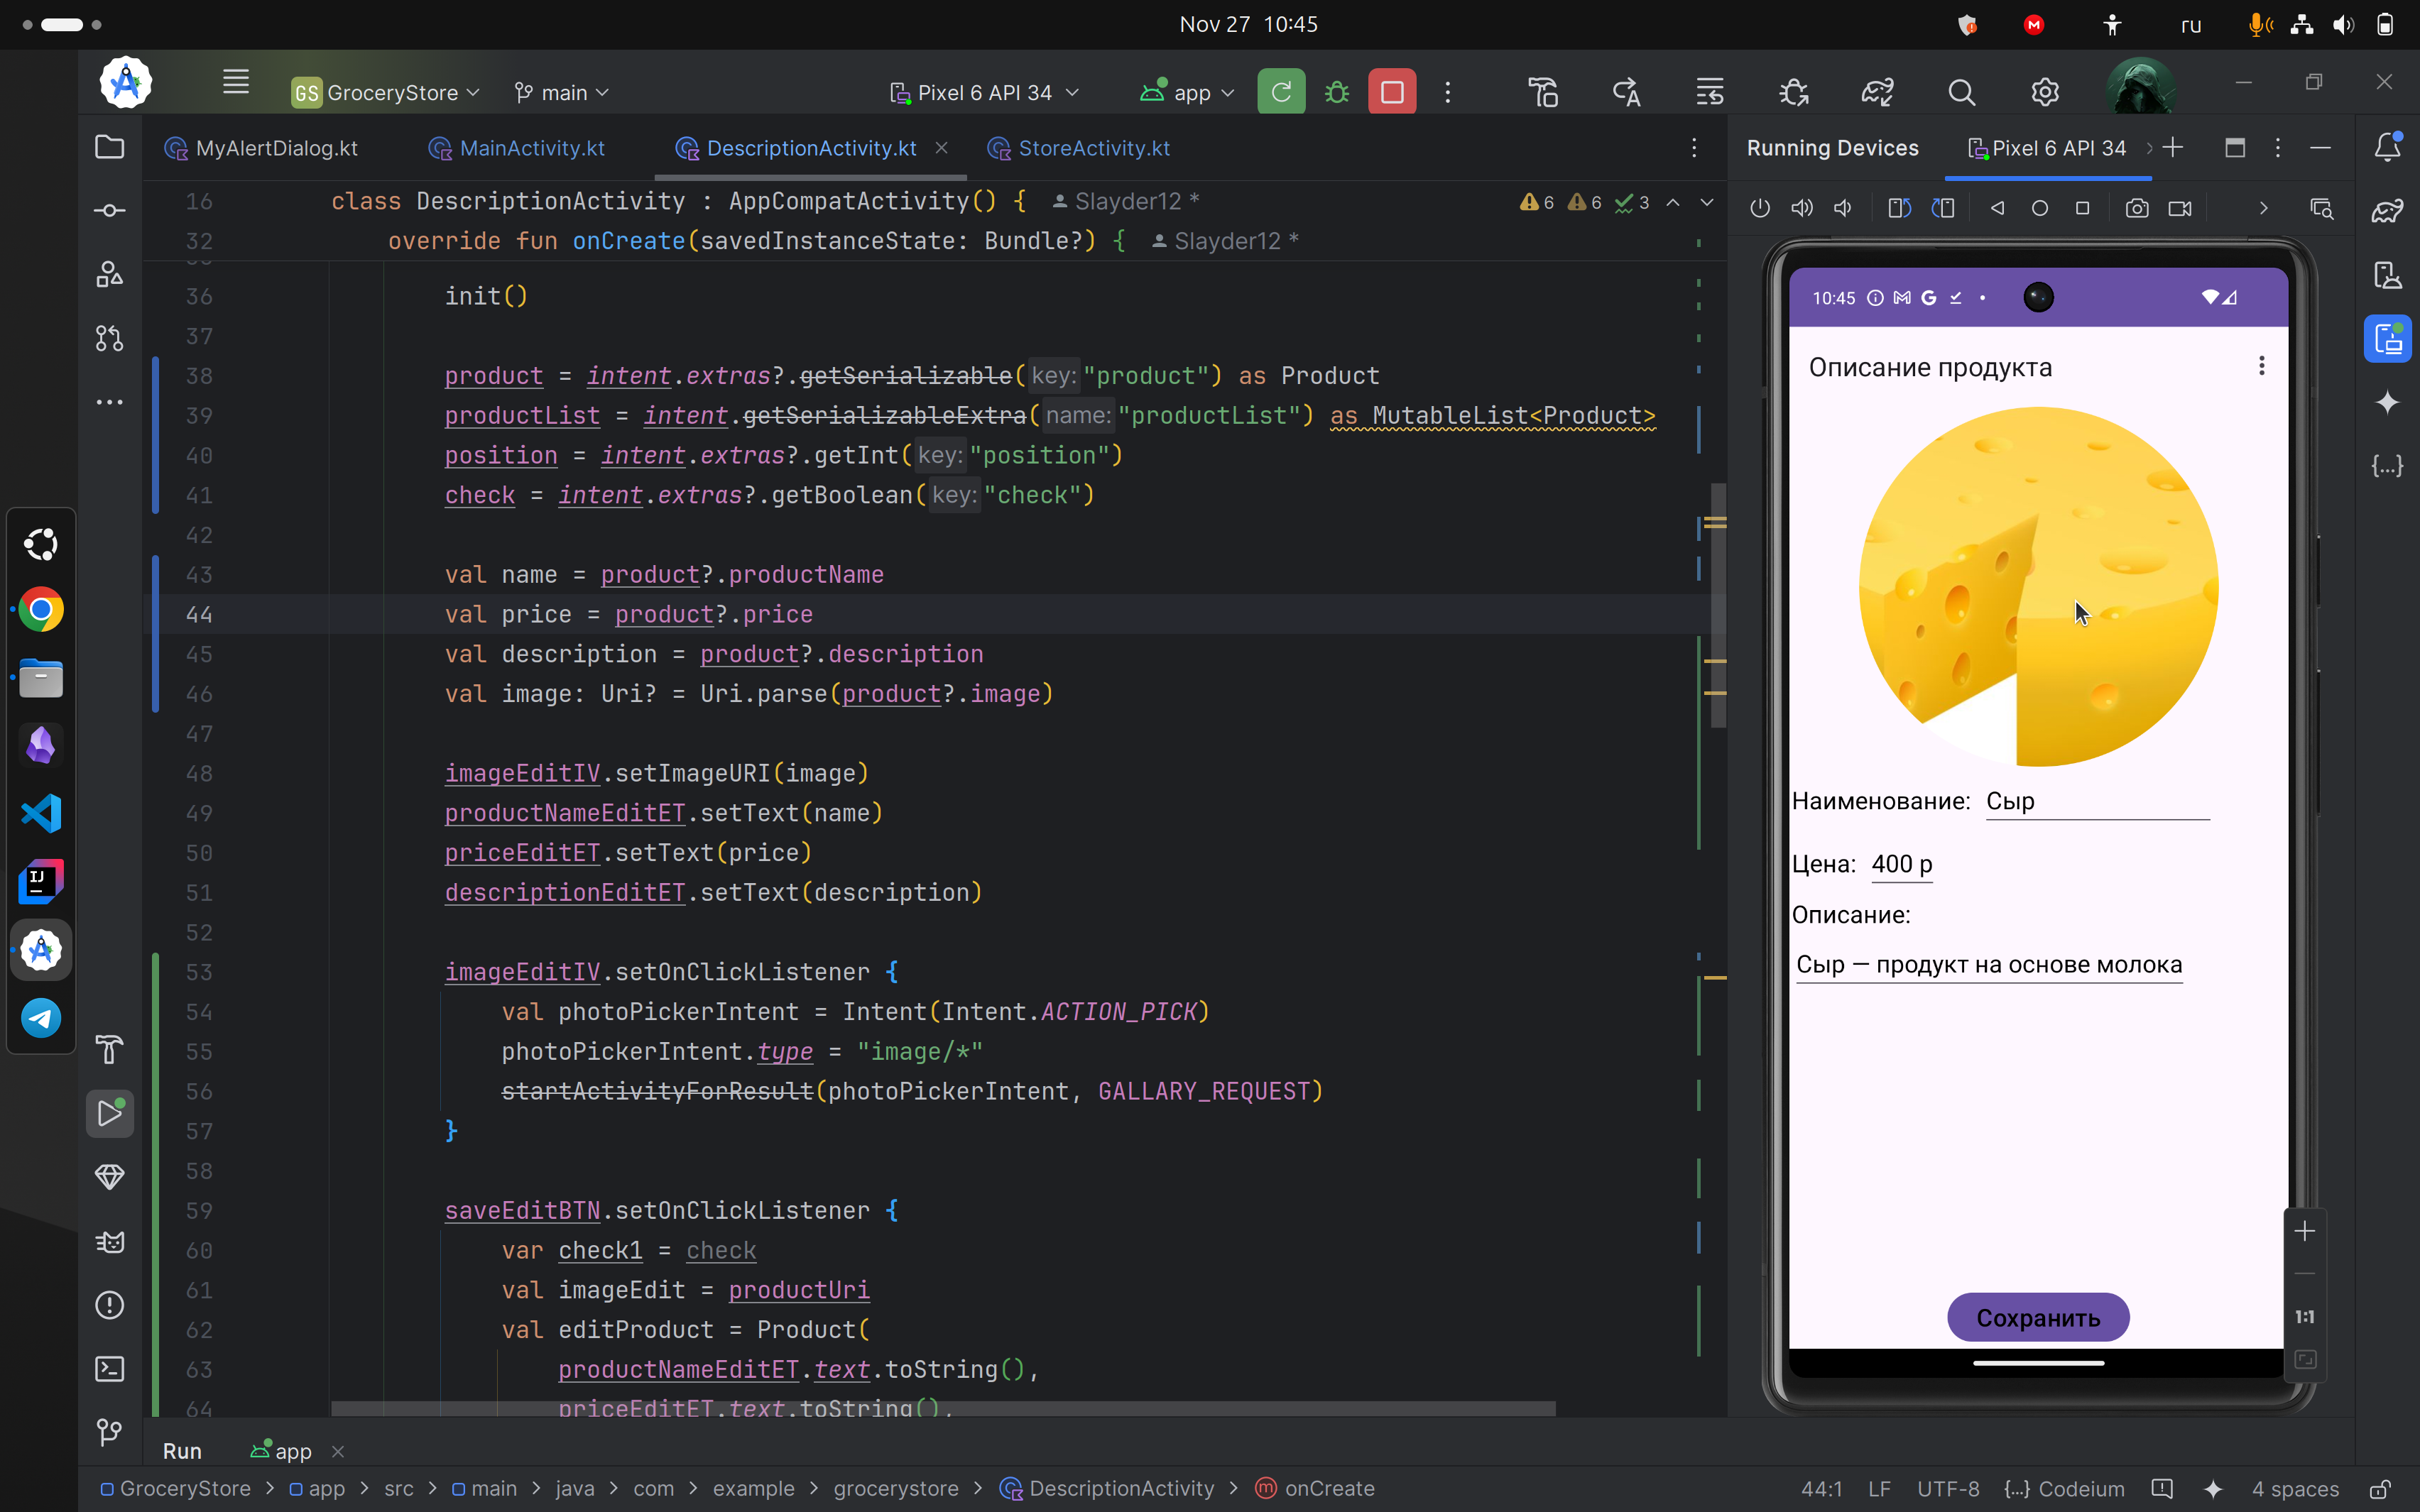 Nov 27 10:45
ru
GS GroceryStore main Pixel 6 API 34 app
MyAlertDialog.kt MainActivity.kt DescriptionActivity.kt StoreActivity.kt
Running Devices Pixel 6 API 34
16 class DescriptionActivity : AppCompatActivity() { Slayder12 *
6 6 3
32 override fun onCreate(savedInstanceState: Bundle?) { Slayder12 *
36 init()
37
38 product = intent.extras?.getSerializable(key: "product") as Product
39 productList = intent.getSerializableExtra(name: "productList") as MutableList<Product>
40 position = intent.extras?.getInt(key: "position")
41 check = intent.extras?.getBoolean(key: "check")
42
43 val name = product?.productName
44 val price = product?.price
45 val description = product?.description
46 val image: Uri? = Uri.parse(product?.image)
47
48 imageEditIV.setImageURI(image)
49 productNameEditET.setText(name)
50 priceEditET.setText(price)
51 descriptionEditET.setText(description)
52
53 imageEditIV.setOnClickListener {
54 val photoPickerIntent = Intent(Intent.ACTION_PICK)
55 photoPickerIntent.type = "image/*"
56 startActivityForResult(photoPickerIntent, GALLARY_REQUEST)
57 }
58
59 saveEditBTN.setOnClickListener {
60 var check1 = check
61 val imageEdit = productUri
62 val editProduct = Product(
63 productNameEditET.text.toString(),
64 priceEditET.text.toString(),
10:45
Описание продукта
Наименование: Сыр
Цена: 400 р
Описание:
Сыр — продукт на основе молока
Сохранить
1:1
Run app
GroceryStore > app > src > main > java > com > example > grocerystore > DescriptionActivity > onCreate
44:1 LF UTF-8 {...} Codeium 4 spaces